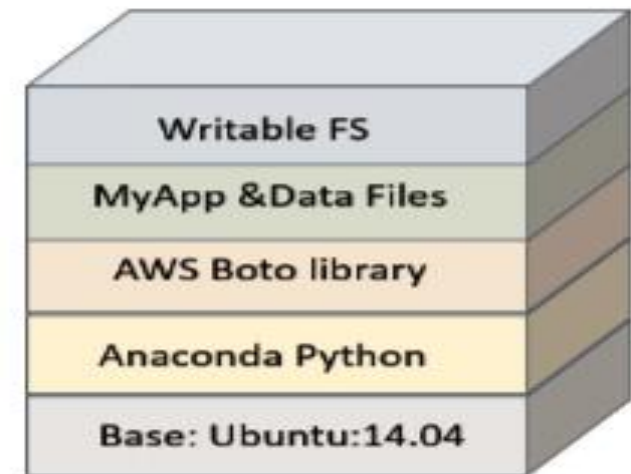 Writable FS
MyApp &Data Files
AWS Boto library
Anaconda Python
Base: Ubuntu:14.04